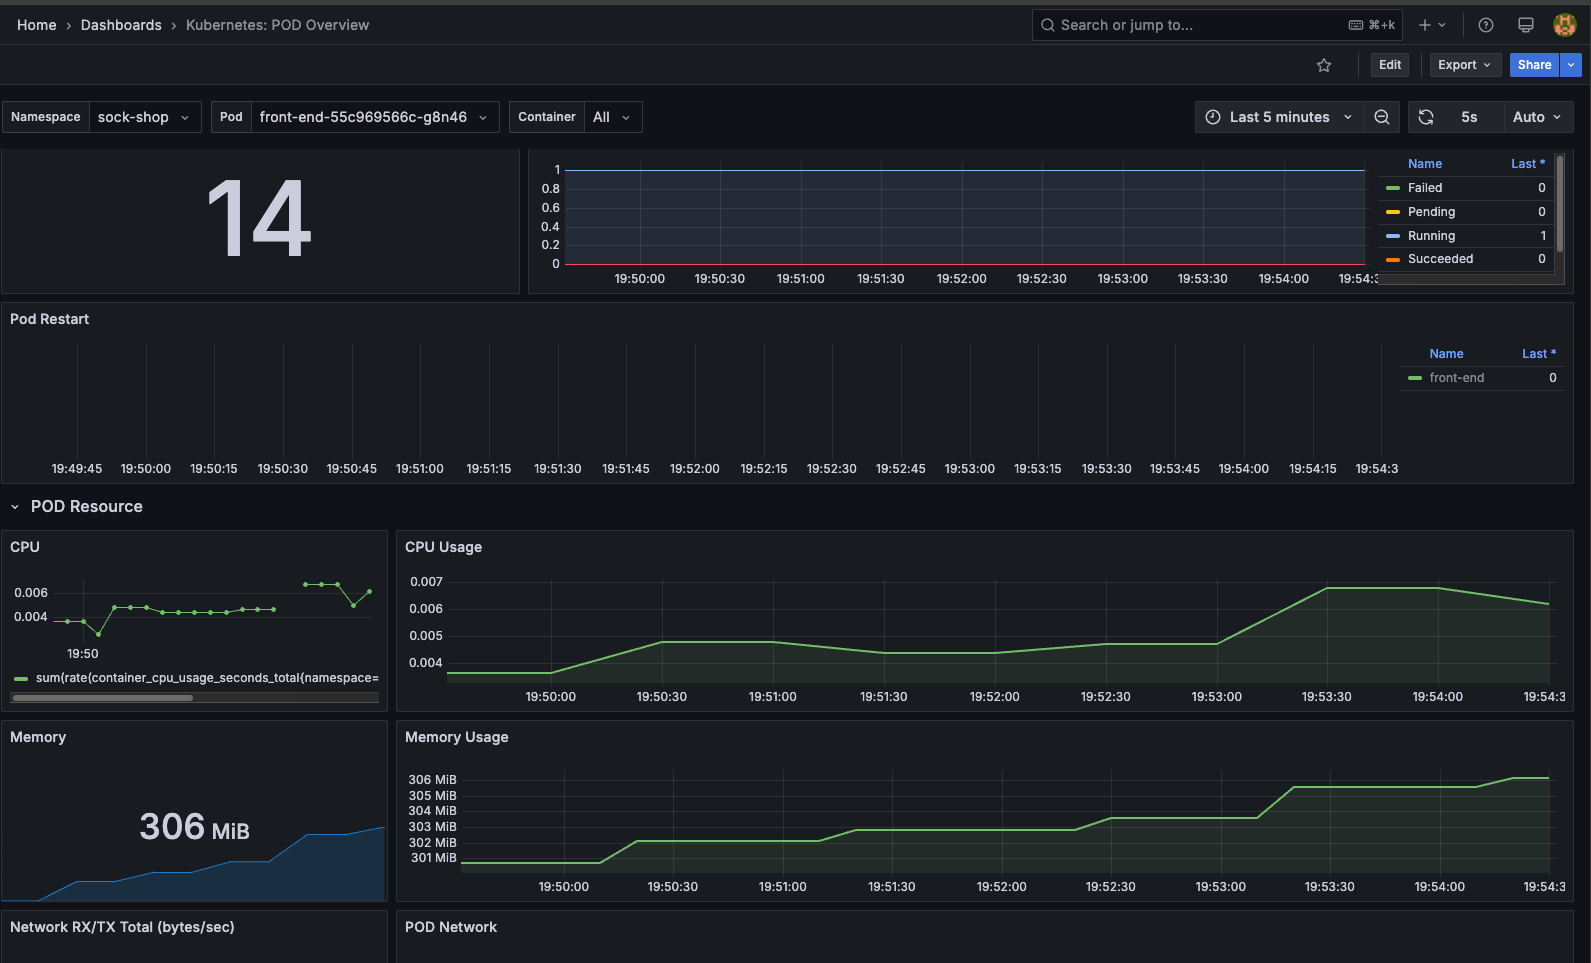 Home › Dashboards › Kubernetes: POD Overview
Search or jump to... ⌘+k
Edit Export Share
Namespace sock-shop Pod front-end-55c969566c-g8n46 Container All Last 5 minutes 5s Auto
14
1
0.8
0.6
0.4
0.2
0
19:50:00 19:50:30 19:51:00 19:51:30 19:52:00 19:52:30 19:53:00 19:53:30 19:54:00 19:54:3
Name Last *
Failed 0
Pending 0
Running 1
Succeeded 0
Pod Restart
19:49:45 19:50:00 19:50:15 19:50:30 19:50:45 19:51:00 19:51:15 19:51:30 19:51:45 19:52:00 19:52:15 19:52:30 19:52:45 19:53:00 19:53:15 19:53:30 19:53:45 19:54:00 19:54:15 19:54:3
Name Last *
front-end 0
POD Resource
CPU
0.006
0.004
19:50
sum(rate(container_cpu_usage_seconds_total{namespace=
CPU Usage
0.007
0.006
0.005
0.004
19:50:00 19:50:30 19:51:00 19:51:30 19:52:00 19:52:30 19:53:00 19:53:30 19:54:00 19:54:3
Memory
306 MiB
Memory Usage
306 MiB
305 MiB
304 MiB
303 MiB
302 MiB
301 MiB
19:50:00 19:50:30 19:51:00 19:51:30 19:52:00 19:52:30 19:53:00 19:53:30 19:54:00 19:54:3
Network RX/TX Total (bytes/sec)
POD Network